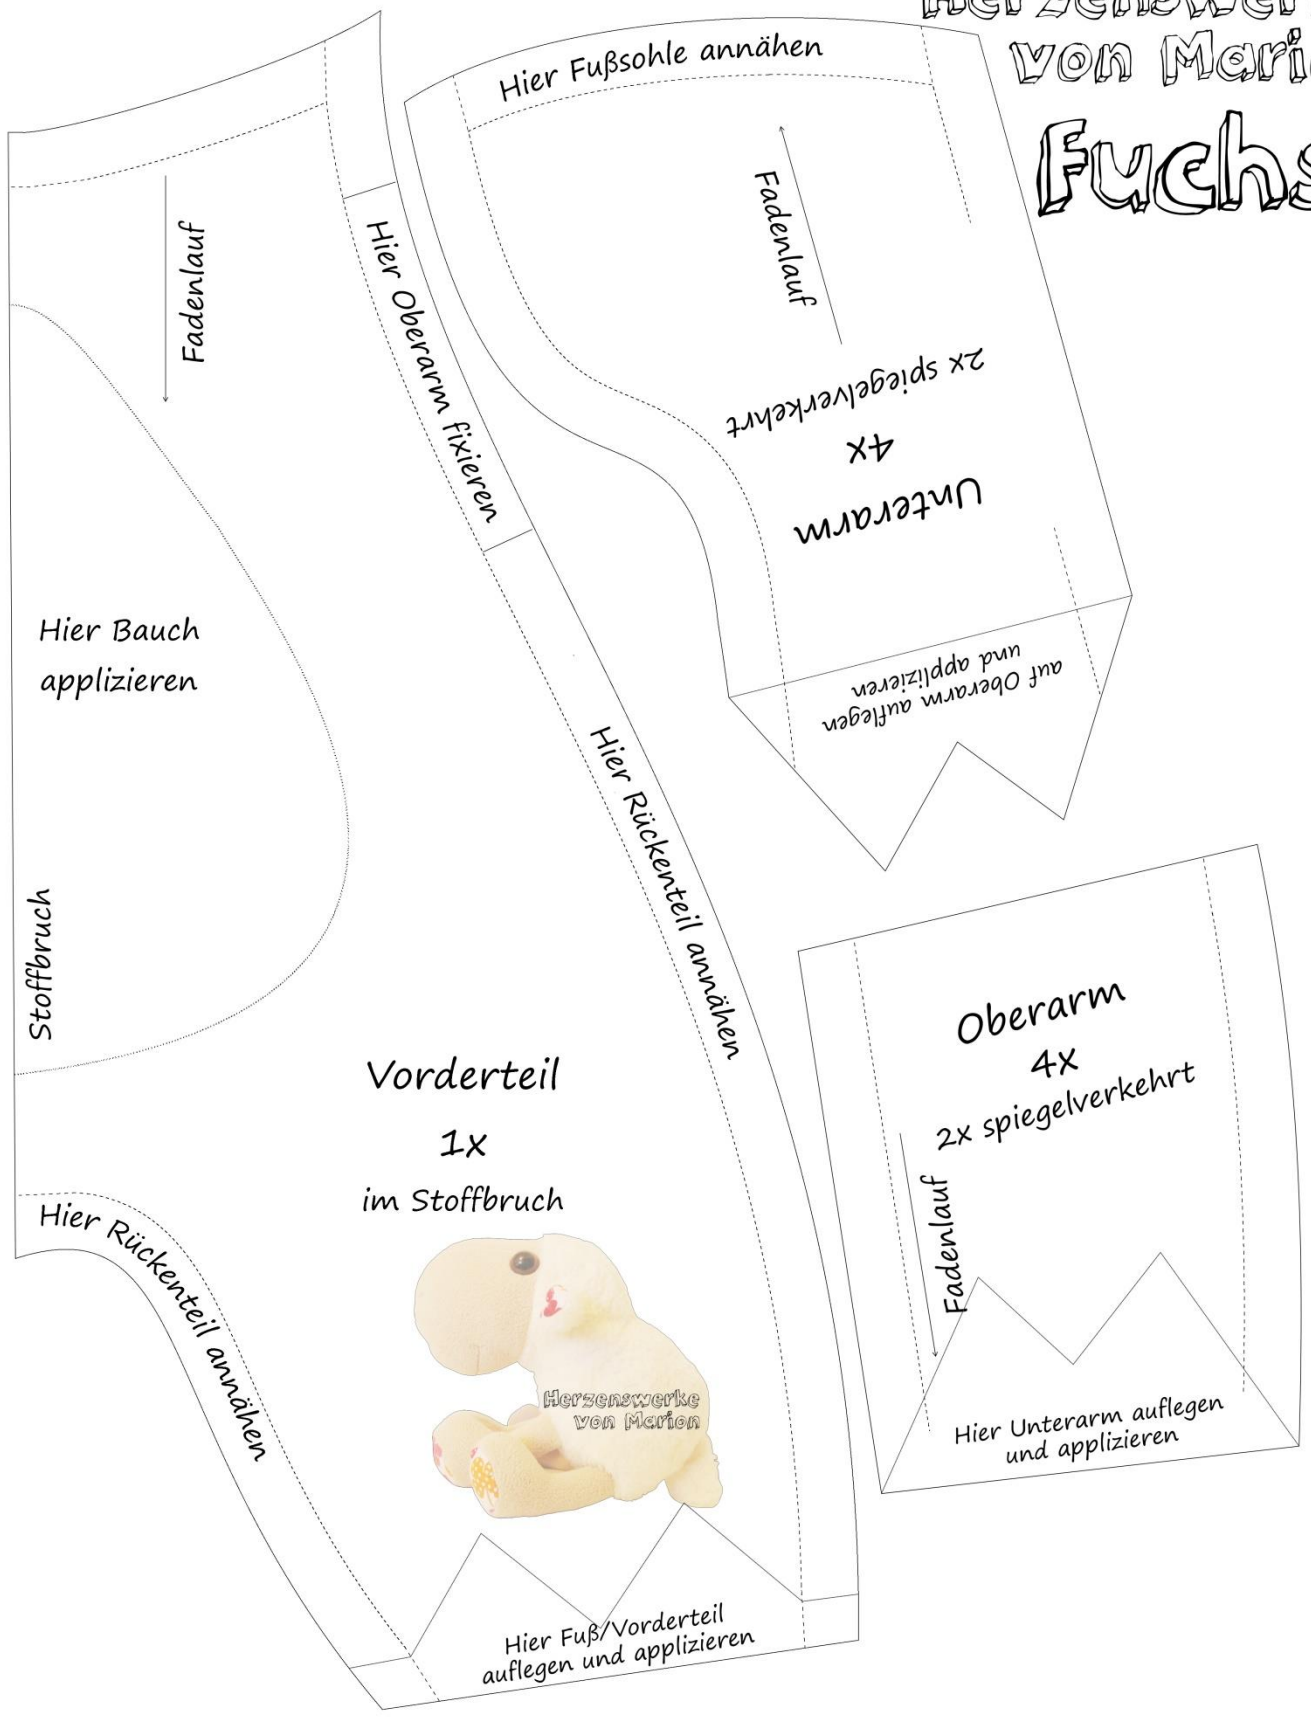 von
Fuchs
Hier Fußsohle annähen
Fadenlauf
2x spiegelverkehrt
4x
Unterarm
auf Oberarm auflegen
und applizieren
Fadenlauf
Hier Oberarm fixieren
Hier Bauch
applizieren
Stoffbruch
Hier Rückenteil annähen
Vorderteil
1x
im Stoffbruch
Hier Rückenteil annähen
Herzenswerke
von Marion
Hier Fuß/Vorderteil
auflegen und applizieren
Oberarm
4x
2x spiegelverkehrt
Fadenlauf
Hier Unterarm auflegen
und applizieren